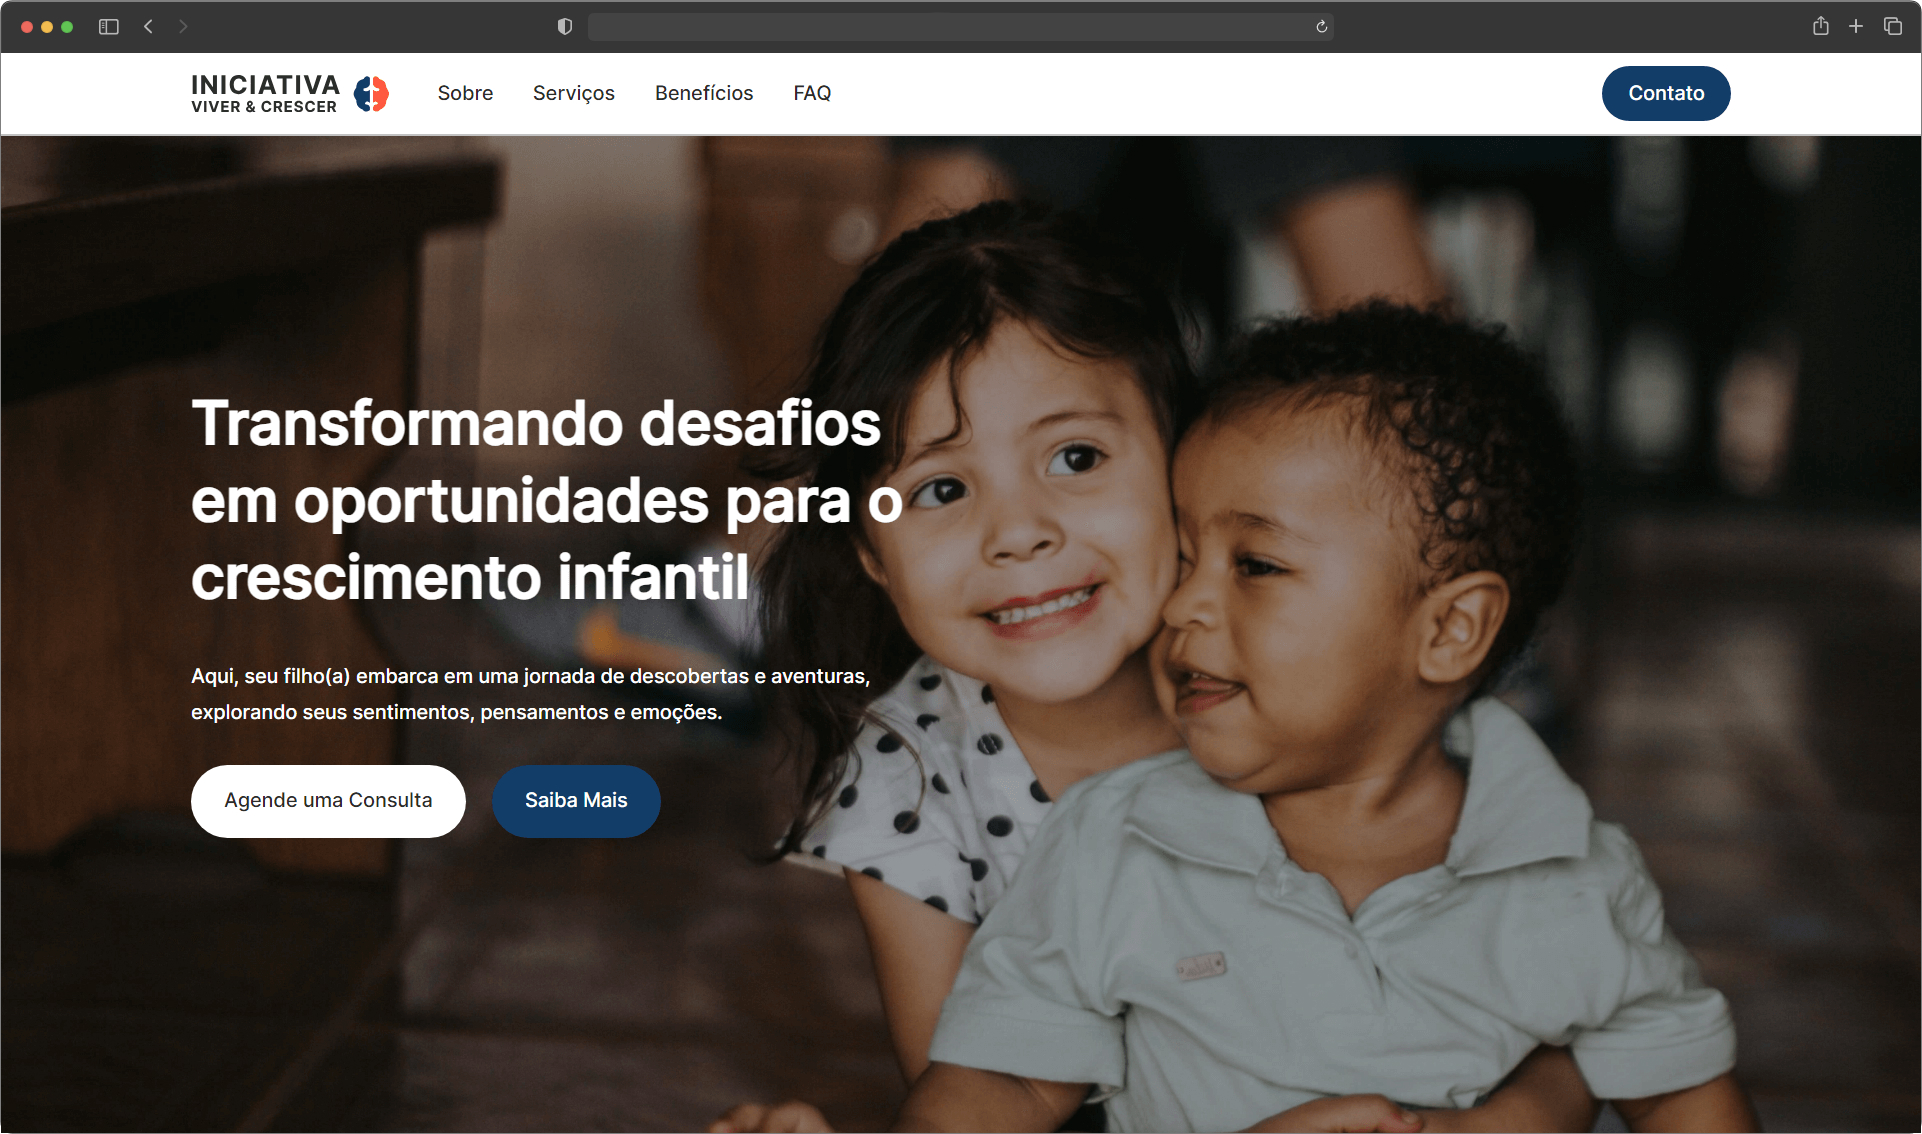 INICIATIVA
VIVER & CRESCER
Sobre
Serviços
Benefícios
FAQ
Contato
Transformando desafios
em oportunidades para o
crescimento infantil
Aqui, seu filho(a) embarca em uma jornada de descobertas e aventuras,
explorando seus sentimentos, pensamentos e emoções.
Agende uma Consulta
Saiba Mais